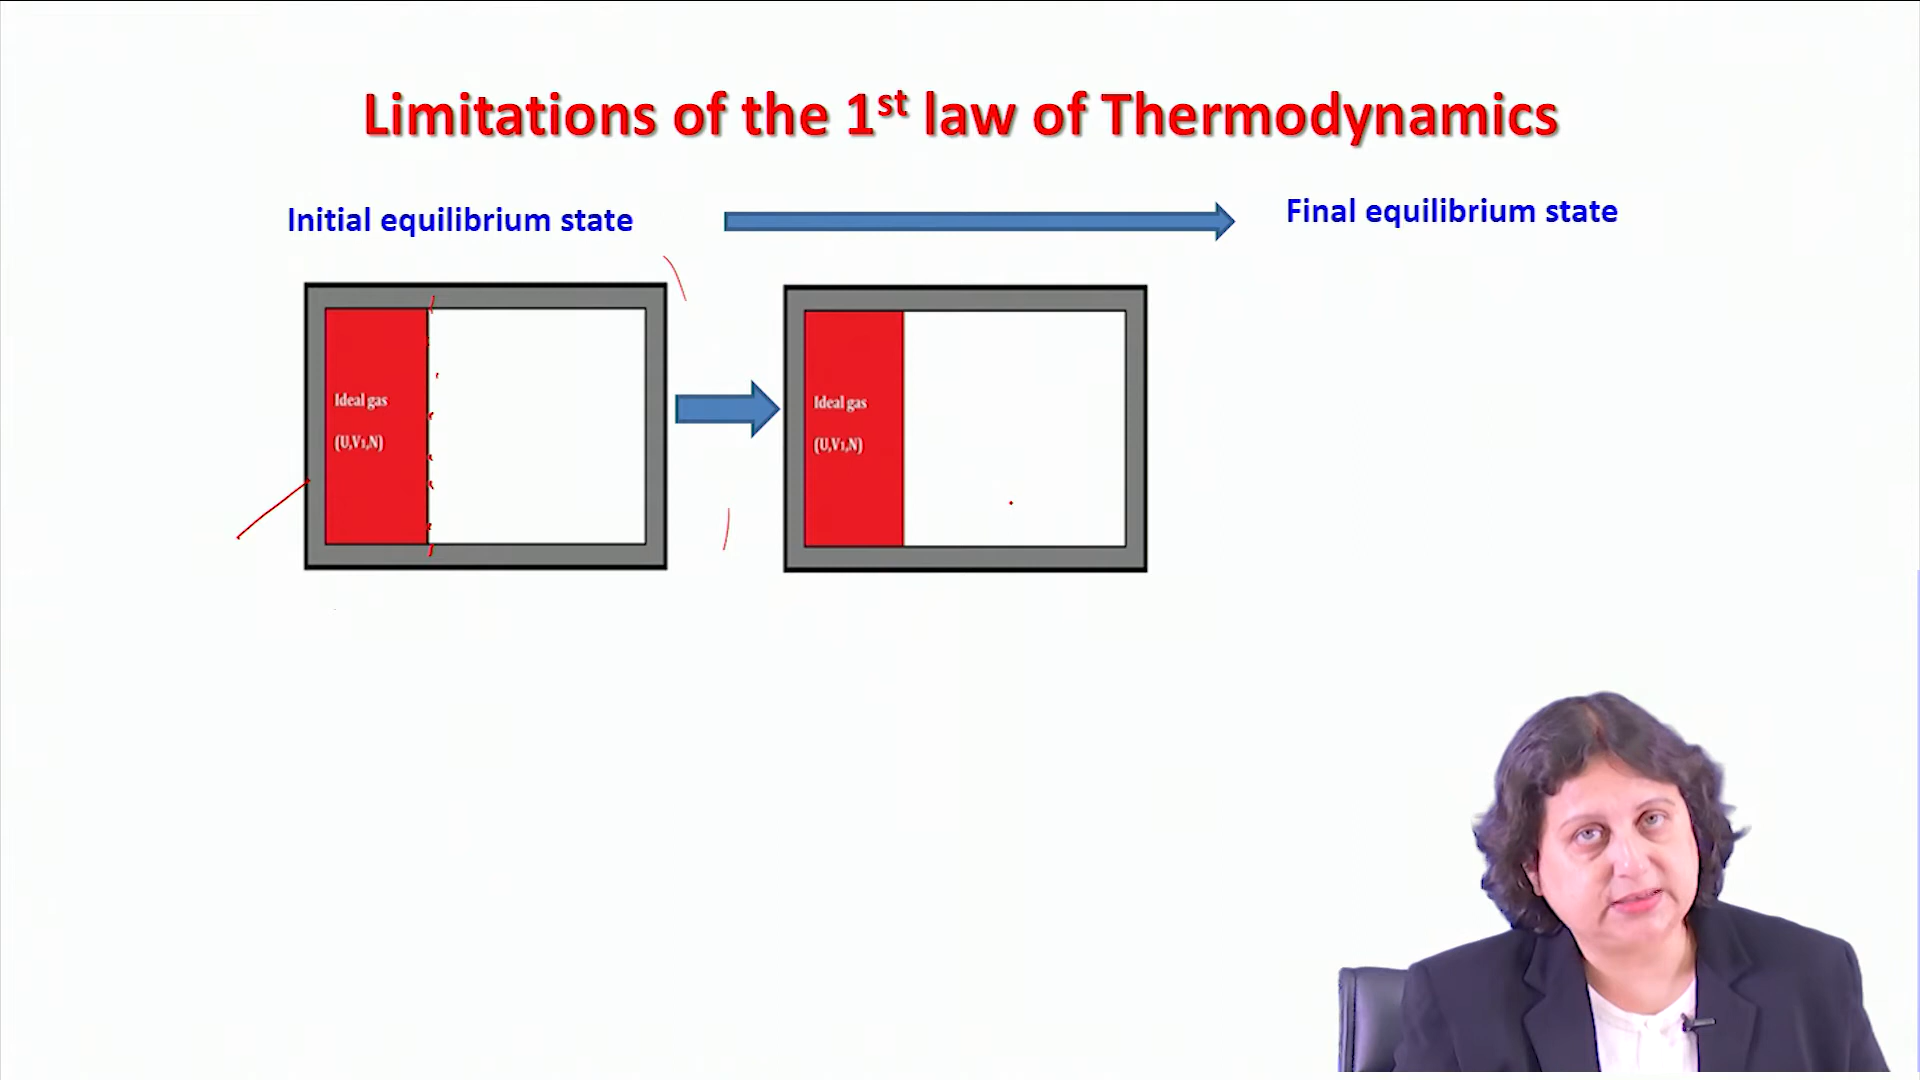 Limitations of the 1st law of Thermodynamics
Initial equilibrium state
Final equilibrium state
Ideal gas
(U,V1,N)
Ideal gas
(U,V1,N)